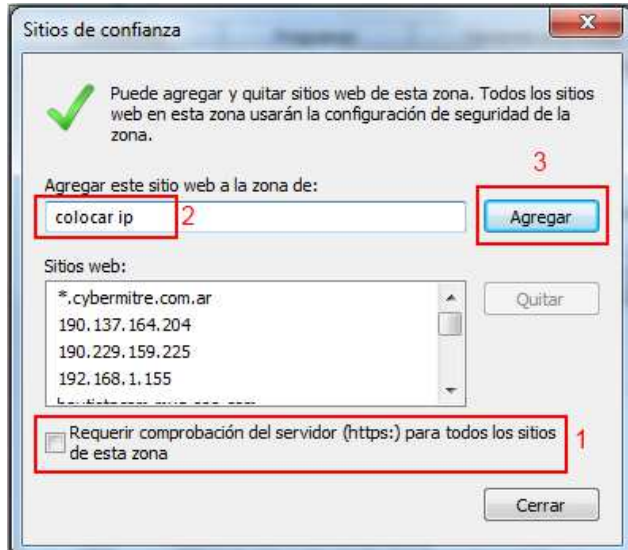 Sitios de confianza
Puede agregar y quitar sitios web de esta zona. Todos los sitios
web en esta zona usarán la configuración de seguridad de la
zona.
3
Agregar este sitio web a la zona de:
colocar ip
2
Agregar
Sitios web:
*.cybermitre.com.ar
Quitar
190.137.164.204
190.229.159.225
192.168.1.155
Requerir comprobación del servidor (https:) para todos los sitios
de esta zona
1
Cerrar